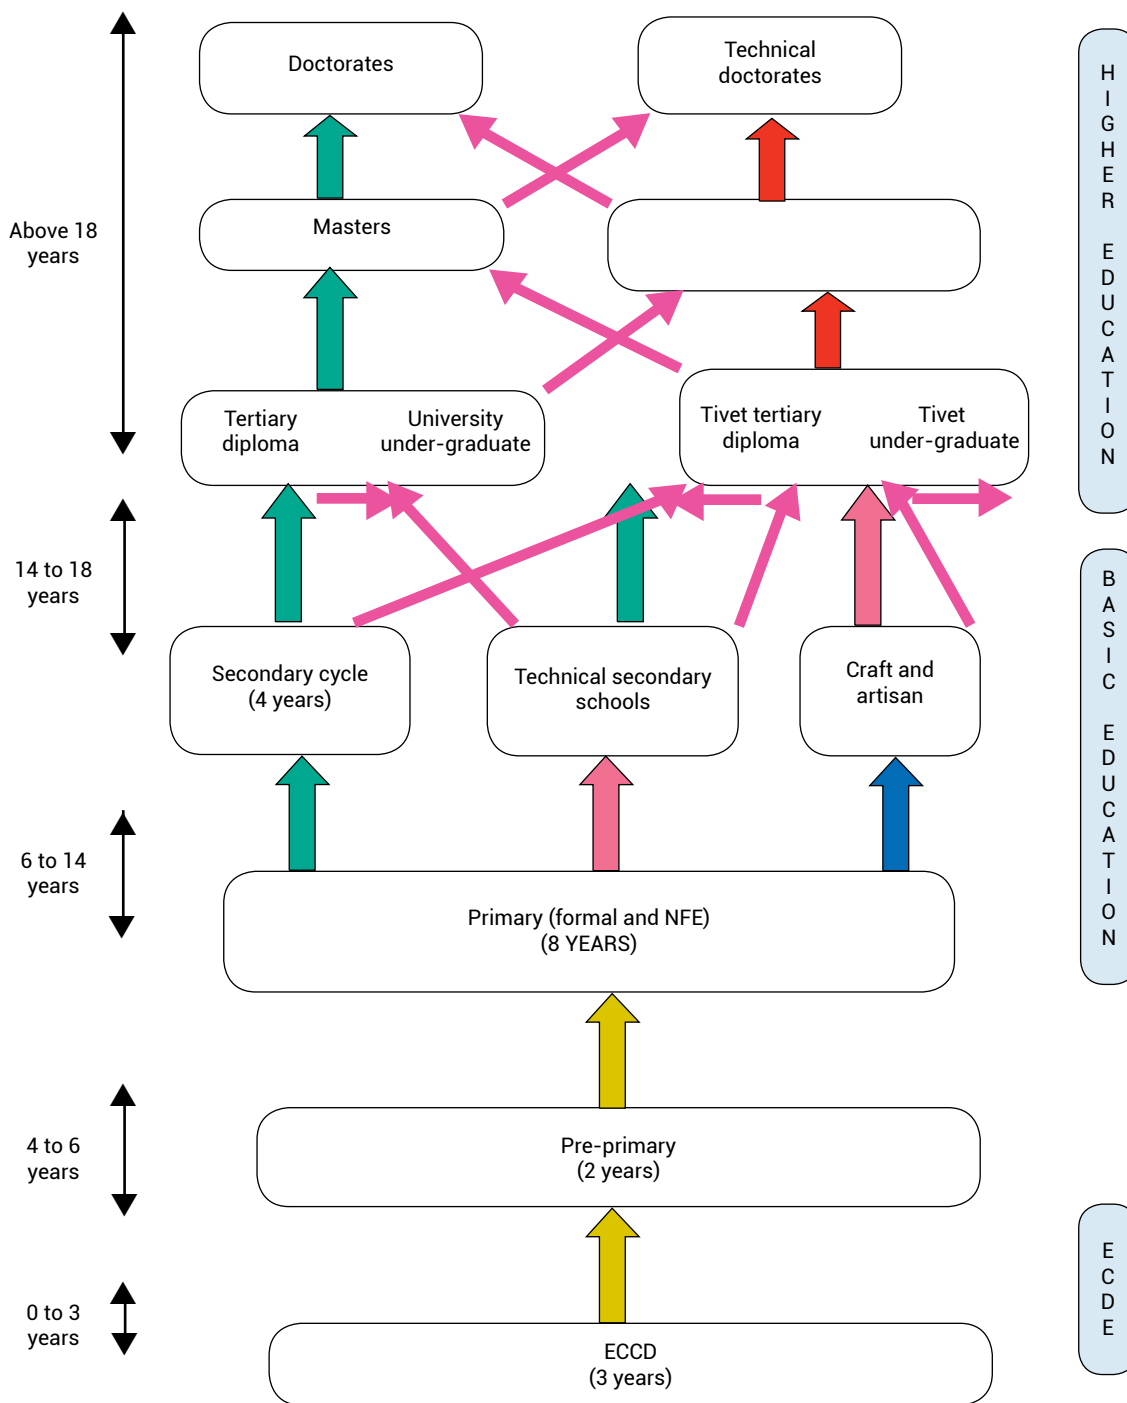 Doctorates
Technical
doctorates
Above 18
years
Masters
Tertiary
diploma
University
under-graduate
Tivet tertiary
diploma
Tivet
under-graduate
HIGHER EDUCATION
14 to 18
years
Secondary cycle
(4 years)
Technical secondary
schools
Craft and
artisan
BASIC EDUCATION
6 to 14
years
Primary (formal and NFE)
(8 YEARS)
4 to 6
years
Pre-primary
(2 years)
0 to 3
years
ECCD
(3 years)
ECDE